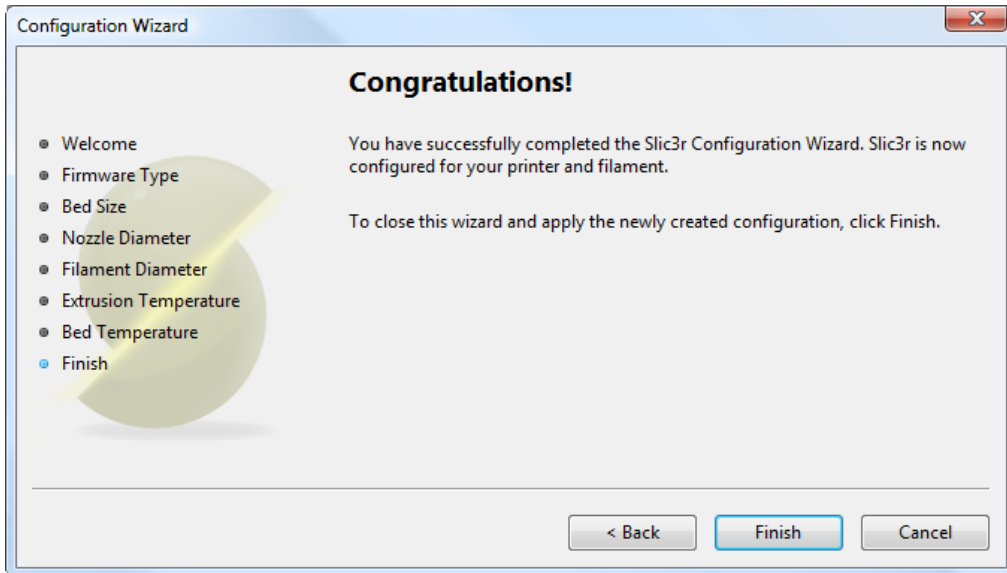 Configuration Wizard
Congratulations!
Welcome
Firmware Type
Bed Size
Nozzle Diameter
Filament Diameter
Extrusion Temperature
Bed Temperature
Finish
You have successfully completed the Slic3r Configuration Wizard. Slic3r is now
configured for your printer and filament.
To close this wizard and apply the newly created configuration, click Finish.
< Back
Finish
Cancel